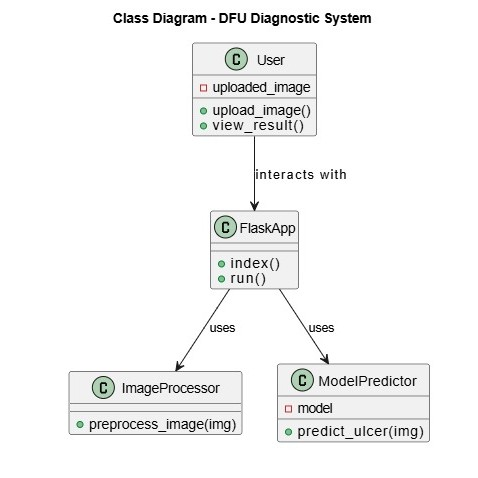 Class Diagram - DFU Diagnostic System
C User
uploaded_image
upload_image()
view_result()
interacts with
C FlaskApp
index()
run()
uses
uses
C ImageProcessor
preprocess_image(img)
C ModelPredictor
model
predict_ulcer(img)